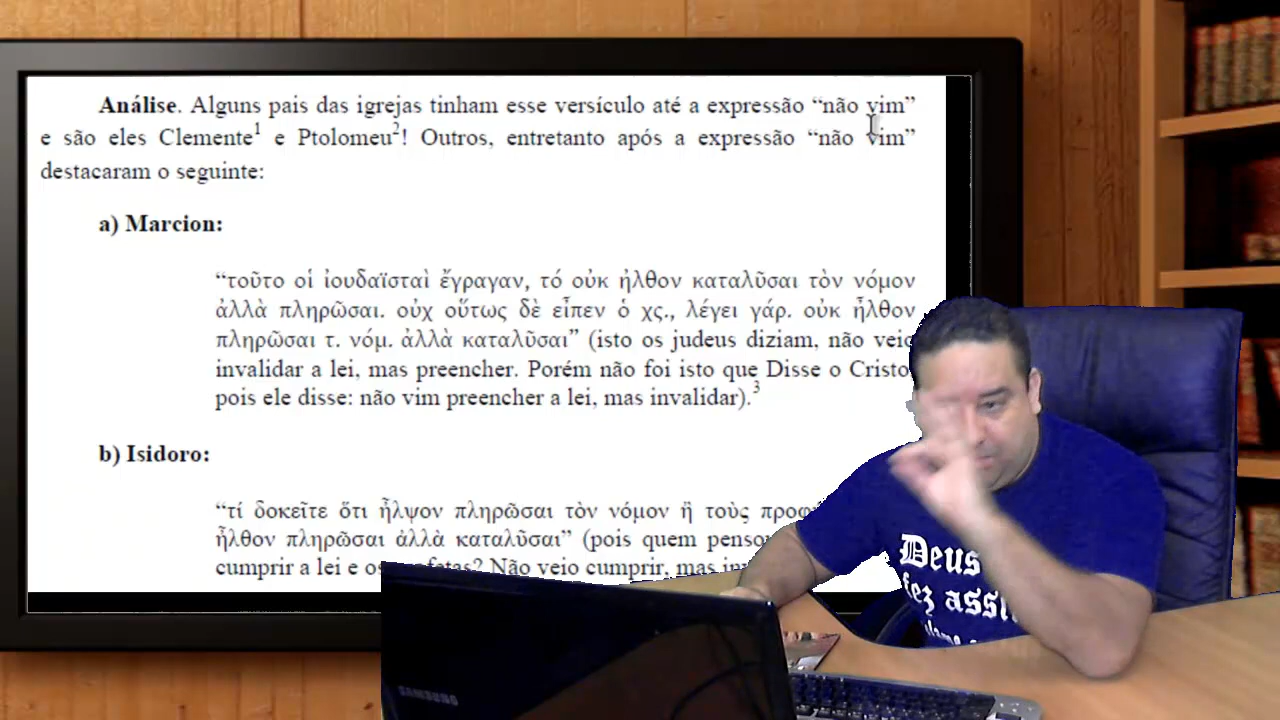 Análise. Alguns pais das igrejas tinham esse versículo até a expressão “não vim”
e são eles Clemente1 e Ptolomeu2! Outros, entretanto após a expressão “não vim”
destacaram o seguinte:
a) Marcion:
“τοῦτο οἱ ἰουδαϊσταὶ ἔγραγαν, τό οὐκ ἠλθον καταλῦσαι τὸν νόμον
ἀλλὰ πληρῶσαι. οὐχ οὕτως δὲ εἶπεν ὁ χς., λέγει γάρ. οὐκ ἦλθον
πληρῶσαι τ. νόμ. ἀλλὰ καταλῦσαι” (isto os judeus diziam, não veio
invalidar a lei, mas preencher. Porém não foi isto que Disse o Cristo,
pois ele disse: não vim preencher a lei, mas invalidar).3
b) Isidoro:
“τί δοκεῖτε ὅτι ἦλψον πληρῶσαι τὸν νόμον ἢ τοὺς
ἦλθον πληρῶσαι ἀλλὰ καταλῦσαι” (pois quem
cumprir a lei e Não veio cumprir, mas
Deus
fez
SAMSUNG